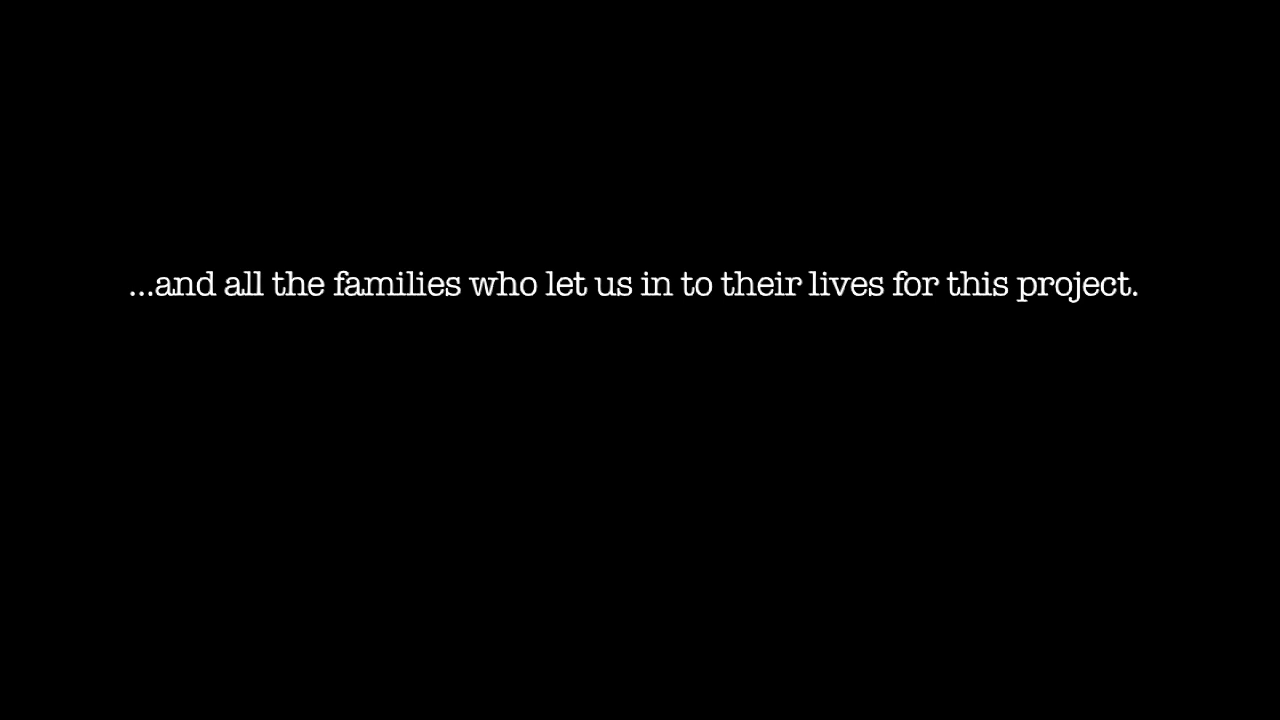 ...and all the families who let us in to their lives for this project.